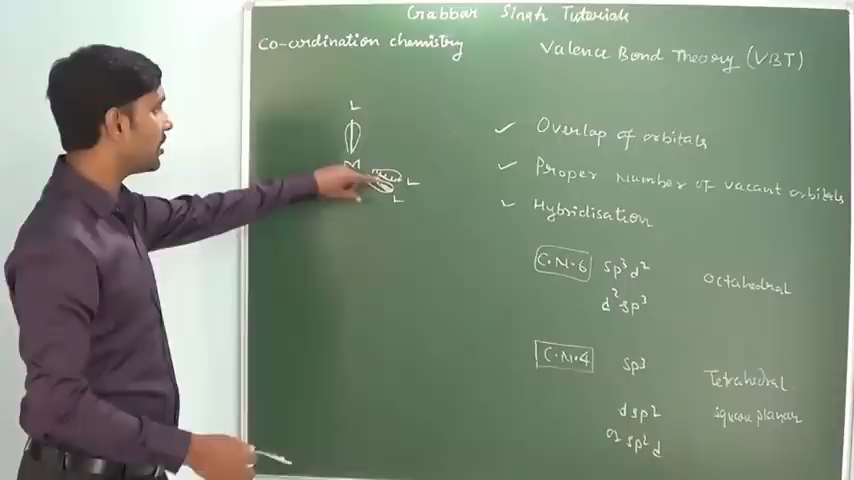 Gabbar Singh Tutorials
Co-ordination chemistry
Valence Bond Theory (VBT)
L
M
L
L
✓ Overlap of orbitals
✓ Proper number of vacant orbitals
✓ Hybridisation
C.N.6 sp³d² octahedral
d²sp³
C.N.4 sp³ Tetrahedral
dsp² square planar
or sp²d